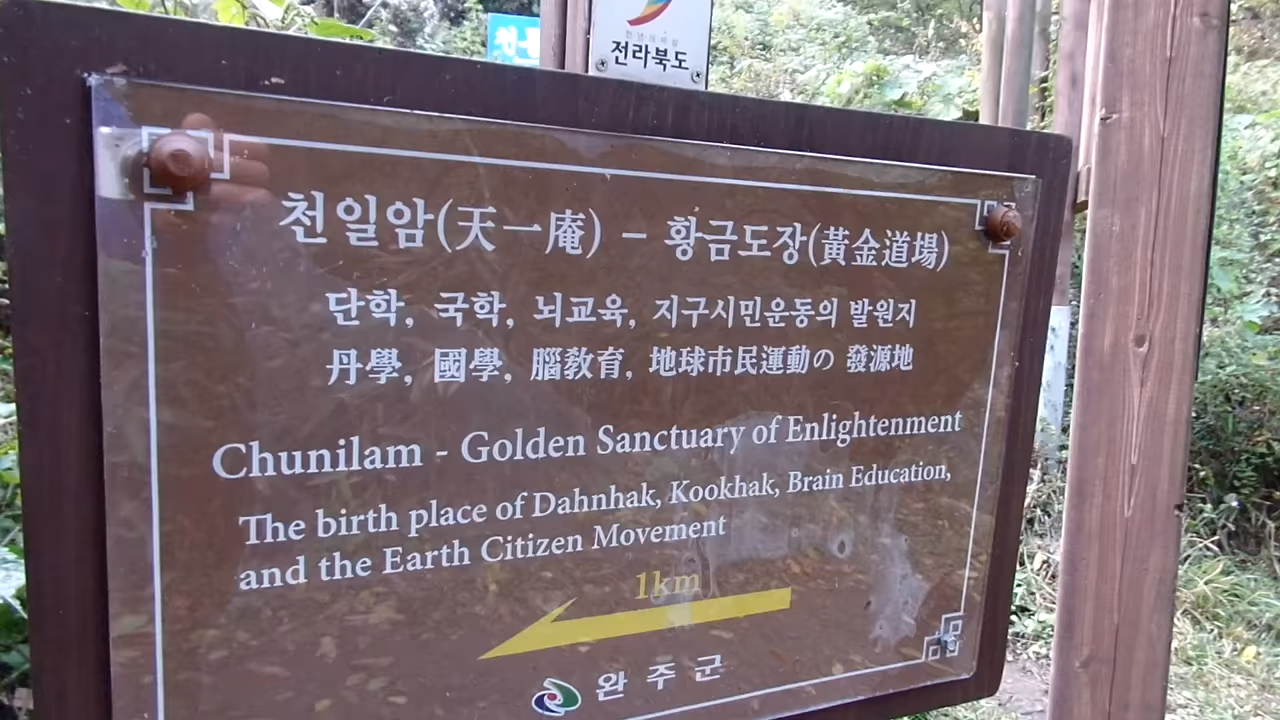 전라북도
천일암(天一庵) - 황금도장(黃金道場)
단학, 국학, 뇌교육, 지구시민운동의 발원지
丹學, 國學, 腦敎育, 地球市民運動の 發源地
Chunilam - Golden Sanctuary of Enlightenment
The birth place of Dahnhak, Kookhak, Brain Education,
and the Earth Citizen Movement
1km
완주군